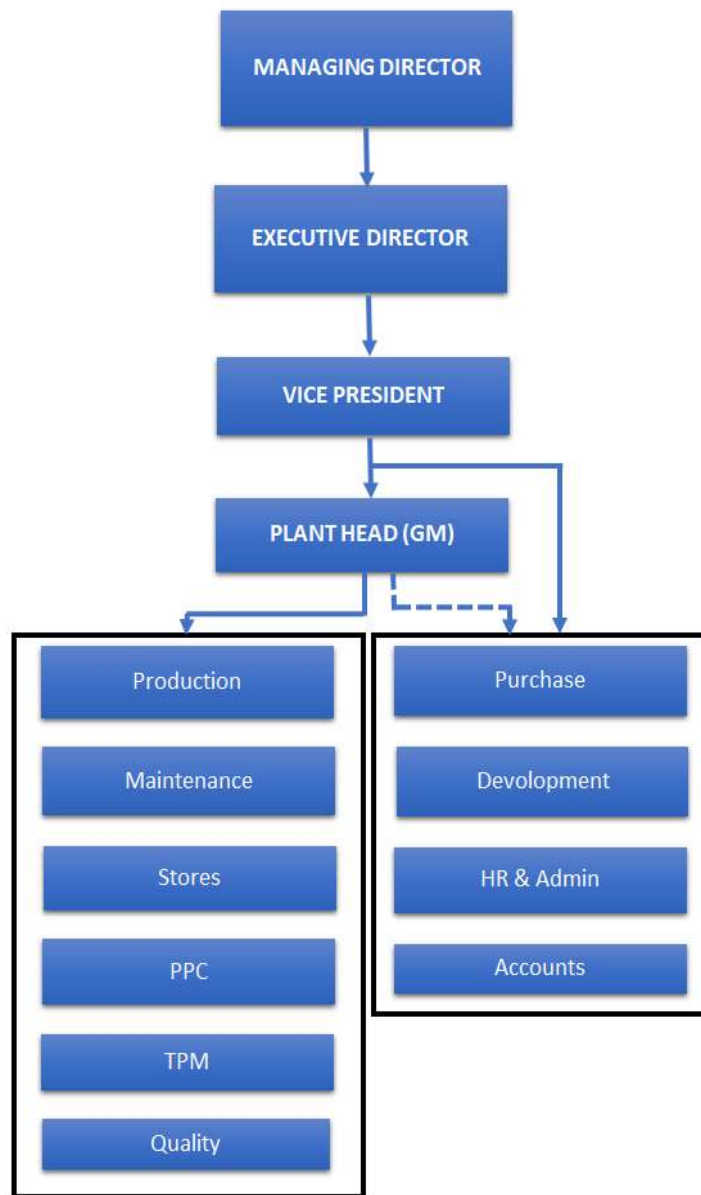 MANAGING DIRECTOR
EXECUTIVE DIRECTOR
VICE PRESIDENT
PLANT HEAD (GM)
Production
Maintenance
Stores
PPC
TPM
Quality
Purchase
Devolopment
HR & Admin
Accounts